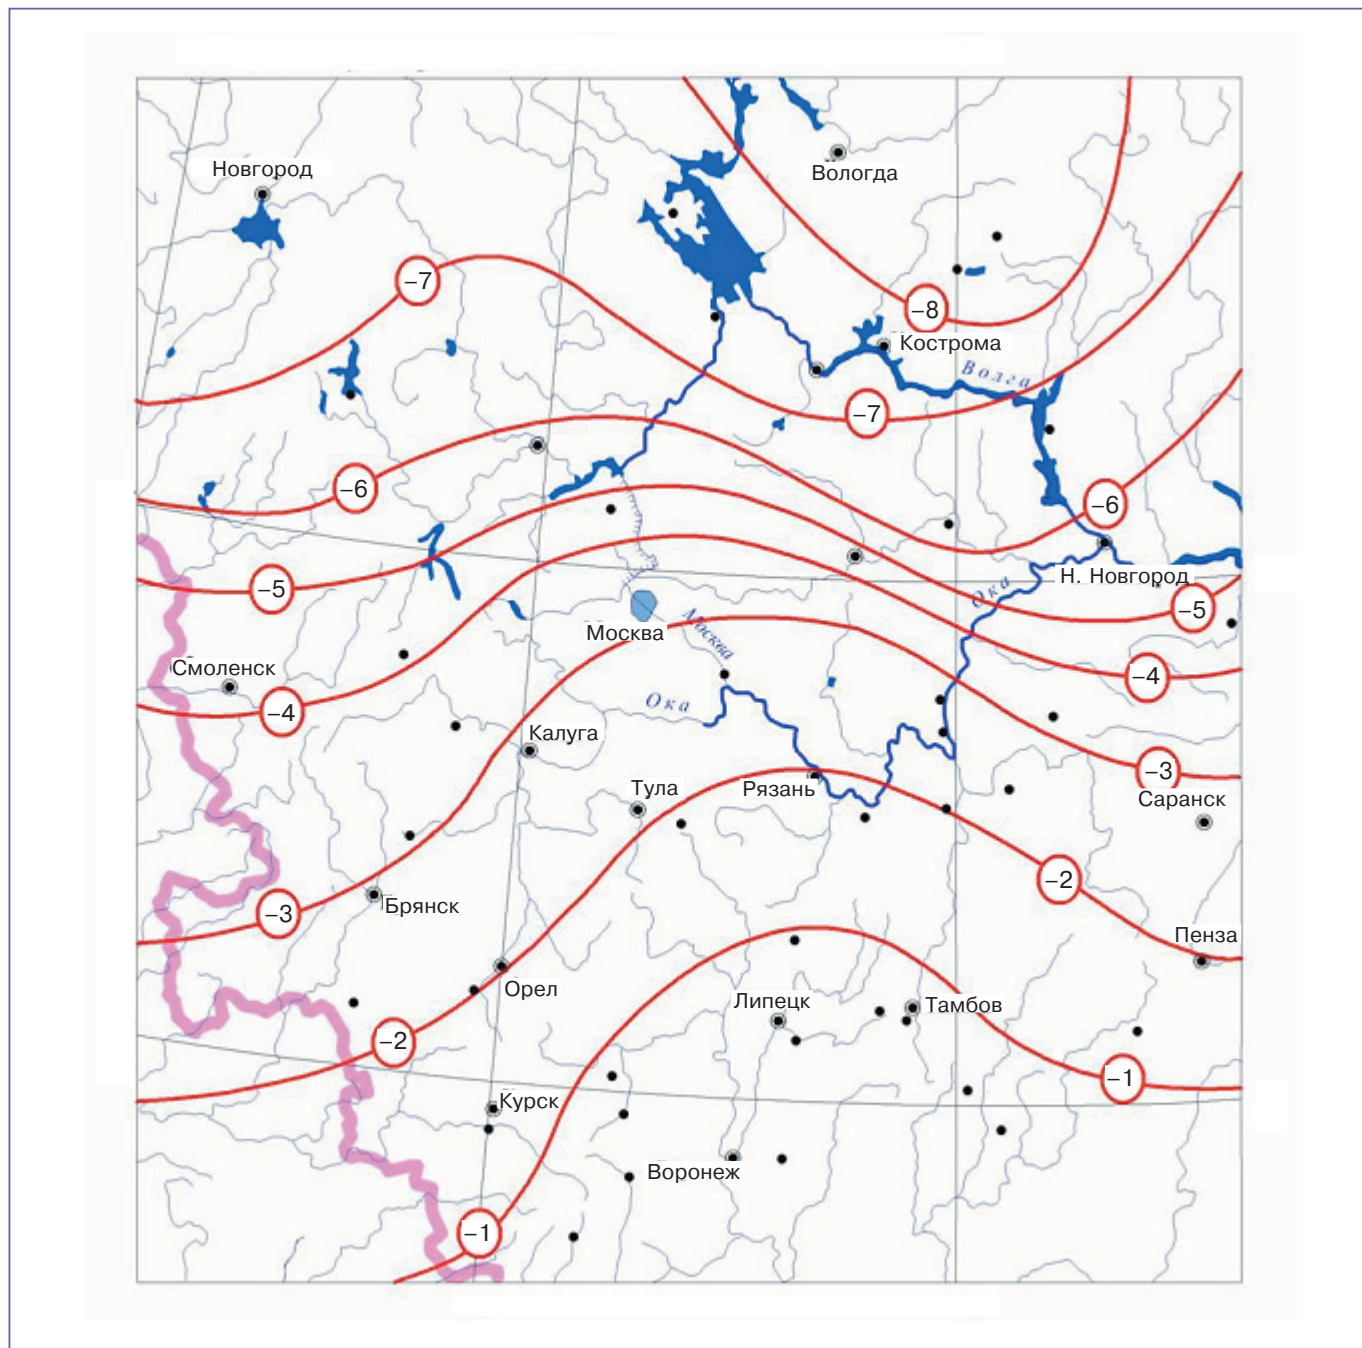 Новгород
Вологда
−7
−8
Кострома
Волга
−7
−6
−6
Н. Новгород
−5
Ока
−5
Москва
Москва
Смоленск
−4
−4
Ока
Калуга
−3
Тула
Рязань
Саранск
−2
Брянск
−3
Пенза
Орел
Липецк
Тамбов
−2
−1
Курск
Воронеж
−1